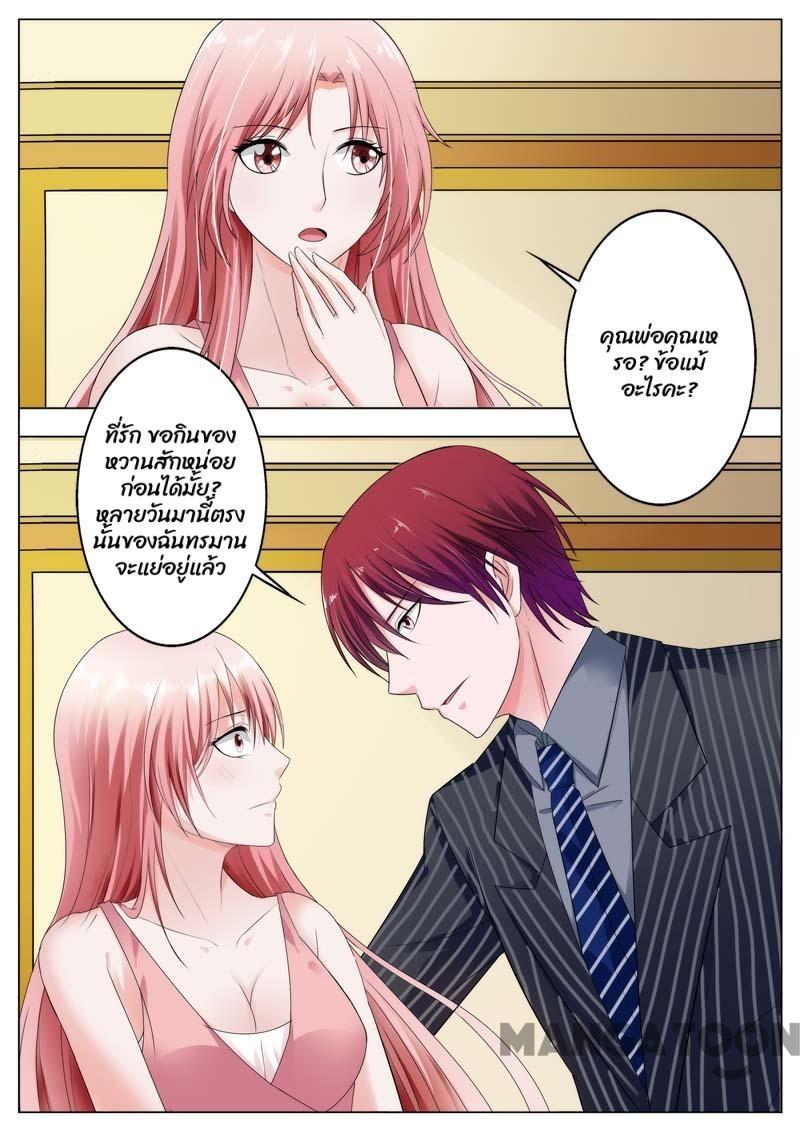 คุณพ่อคุณเห
รอ? ข้อแม้
อะไรคะ?
ที่รัก ขอกินของ
หวานสักหน่อย
ก่อนได้มั้ย?
หลายวันมานี้ตรง
นั้นของฉันทรมาน
จะแย่อยู่แล้ว
MANGATOON